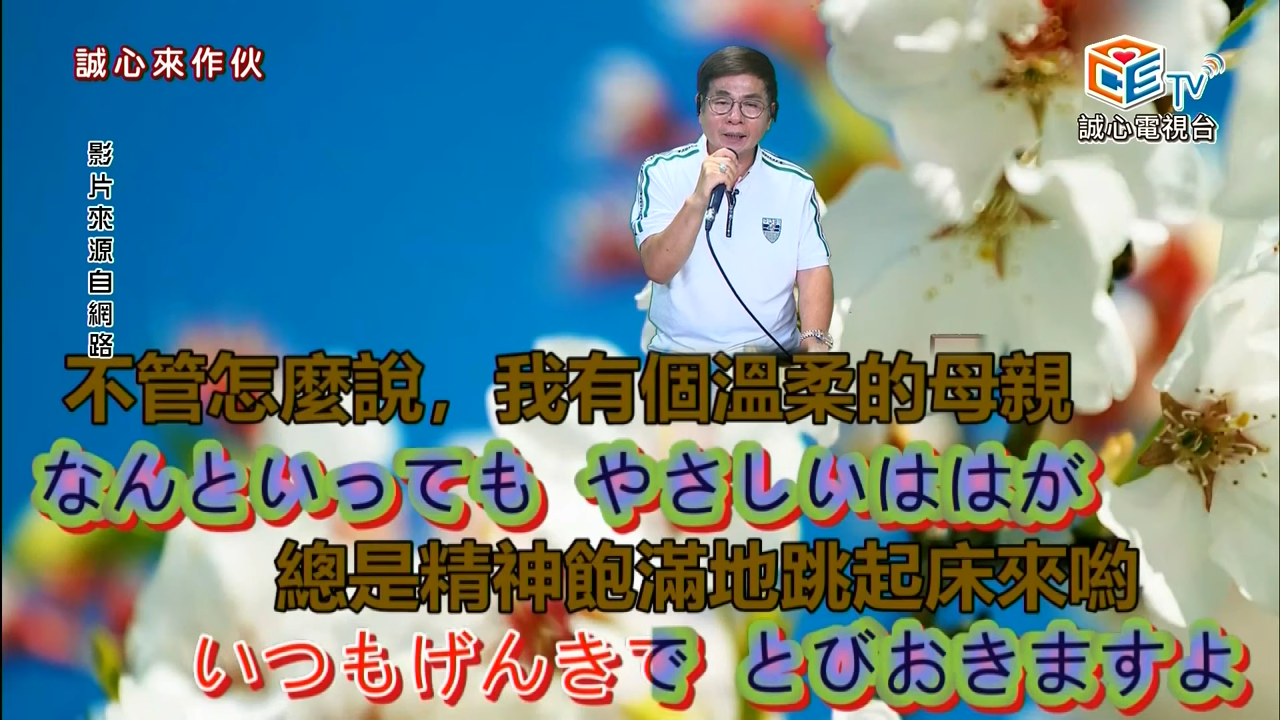 誠心來作伙
CE TV
誠心電視台
影片來源自網路
不管怎麼說，我有個溫柔的母親
なんといっても やさしいははが
總是精神飽滿地跳起床來喲
いつもげんきで とびおきますよ